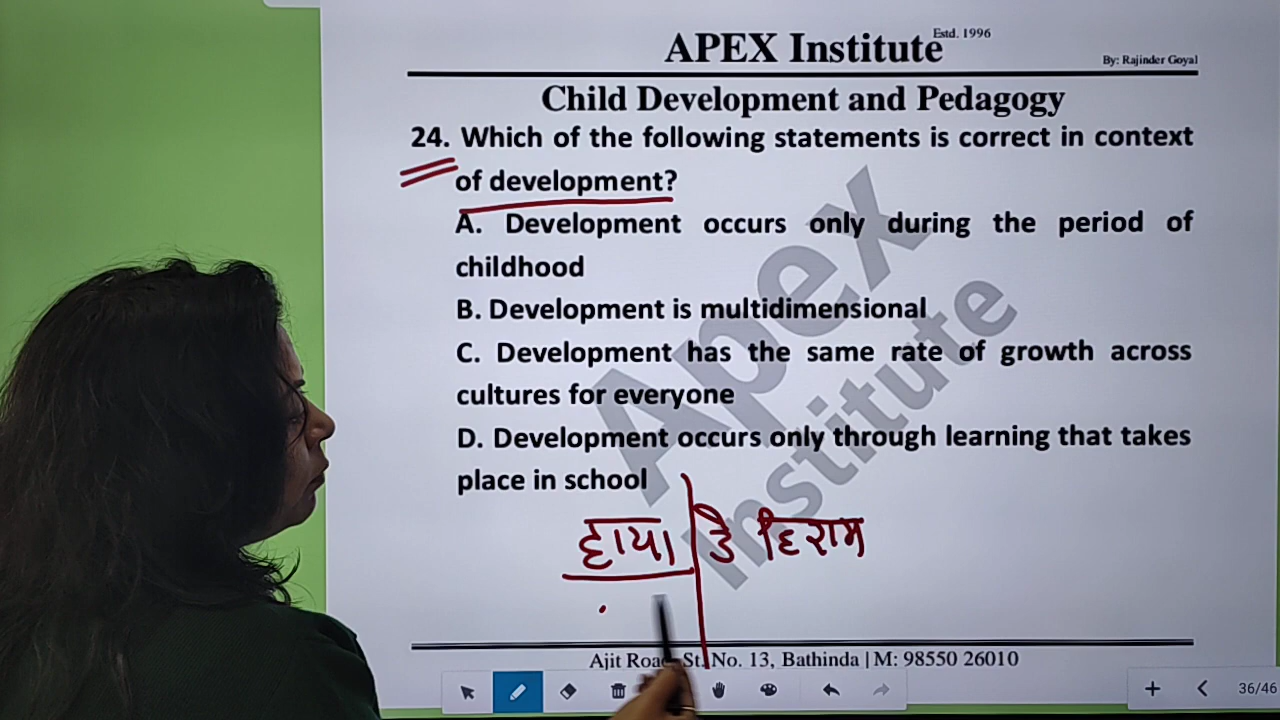 APEX Institute Estd. 1996
By: Rajinder Goyal
Child Development and Pedagogy
24. Which of the following statements is correct in context
of development?
A. Development occurs only during the period of
childhood
B. Development is multidimensional
C. Development has the same rate of growth across
cultures for everyone
D. Development occurs only through learning that takes
place in school
Apex
Institute
Ajit Road St. No. 13, Bathinda | M: 98550 26010
36/46